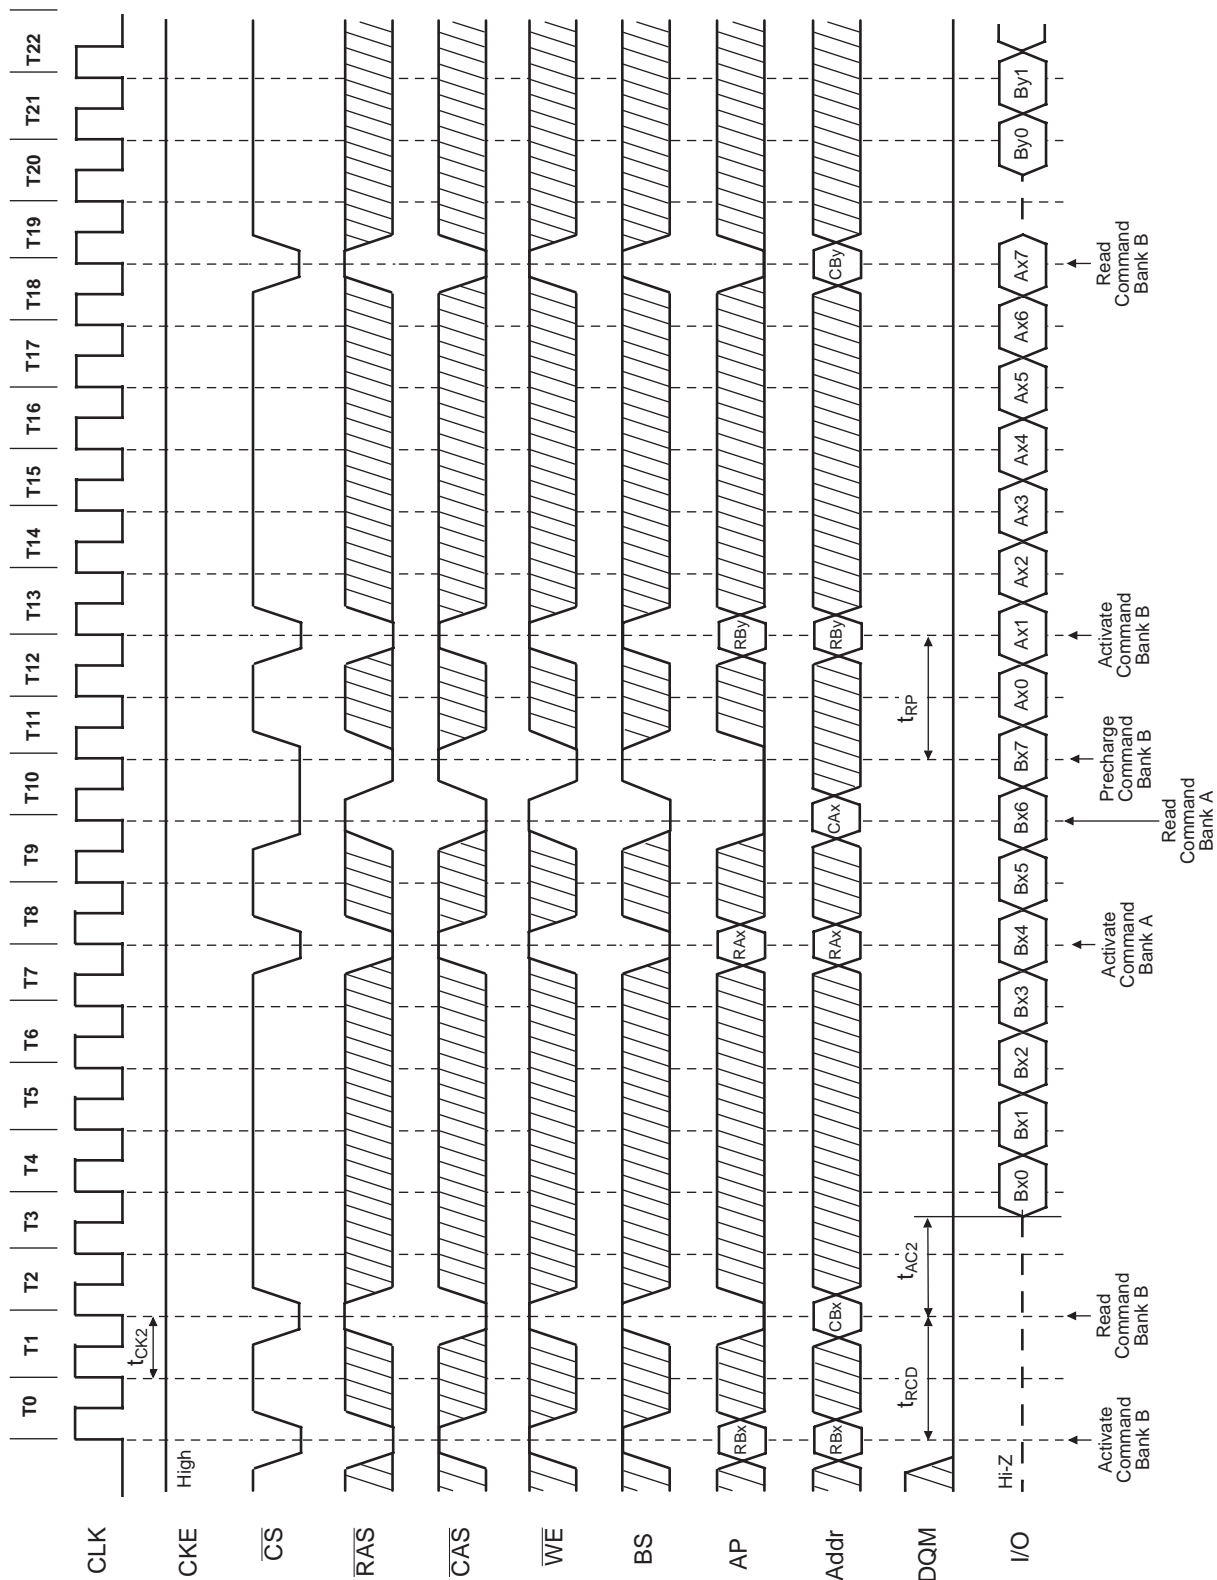 T0 T1 T2 T3 T4 T5 T6 T7 T8 T9 T10 T11 T12 T13 T14 T15 T16 T17 T18 T19 T20 T21 T22
CLK
tCK2
CKE
High
CS
RAS
CAS
WE
BS
AP
RBx RAx RBy
Addr
RBx CBx RAx CAx RBy CBy
DQM
tRCD tAC2 tRP
I/O
Hi-Z
Bx0 Bx1 Bx2 Bx3 Bx4 Bx5 Bx6 Bx7 Ax0 Ax1 Ax2 Ax3 Ax4 Ax5 Ax6 Ax7 By0 By1
Activate
Command
Bank B
Read
Command
Bank B
Activate
Command
Bank A
Read
Command
Bank A
Precharge
Command
Bank B
Activate
Command
Bank B
Read
Command
Bank B